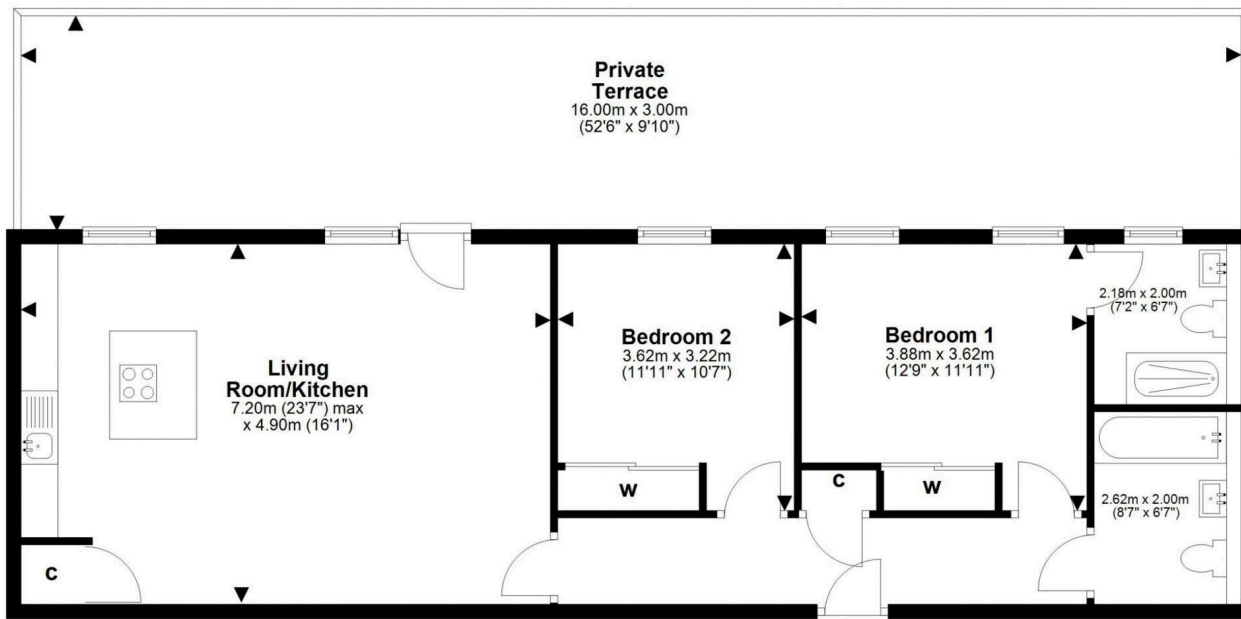 Private
Terrace
16.00m x 3.00m
(52'6" x 9'10")
Living
Room/Kitchen
7.20m (23'7") max
x 4.90m (16'1")
Bedroom 2
3.62m x 3.22m
(11'11" x 10'7")
Bedroom 1
3.88m x 3.62m
(12'9" x 11'11")
2.18m x 2.00m
(7'2" x 6'7")
W
C
W
2.62m x 2.00m
(8'7" x 6'7")
C